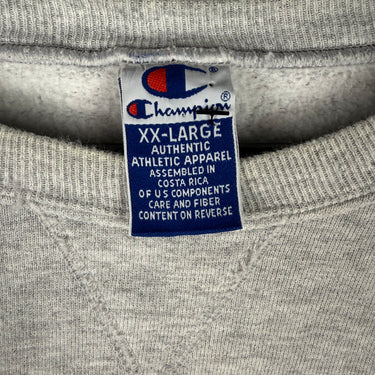 ®
Champion®
XX-LARGE
AUTHENTIC
ATHLETIC APPAREL
ASSEMBLED IN
COSTA RICA
OF U S COMPONENTS
CARE AND FIBER
CONTENT ON REVERSE